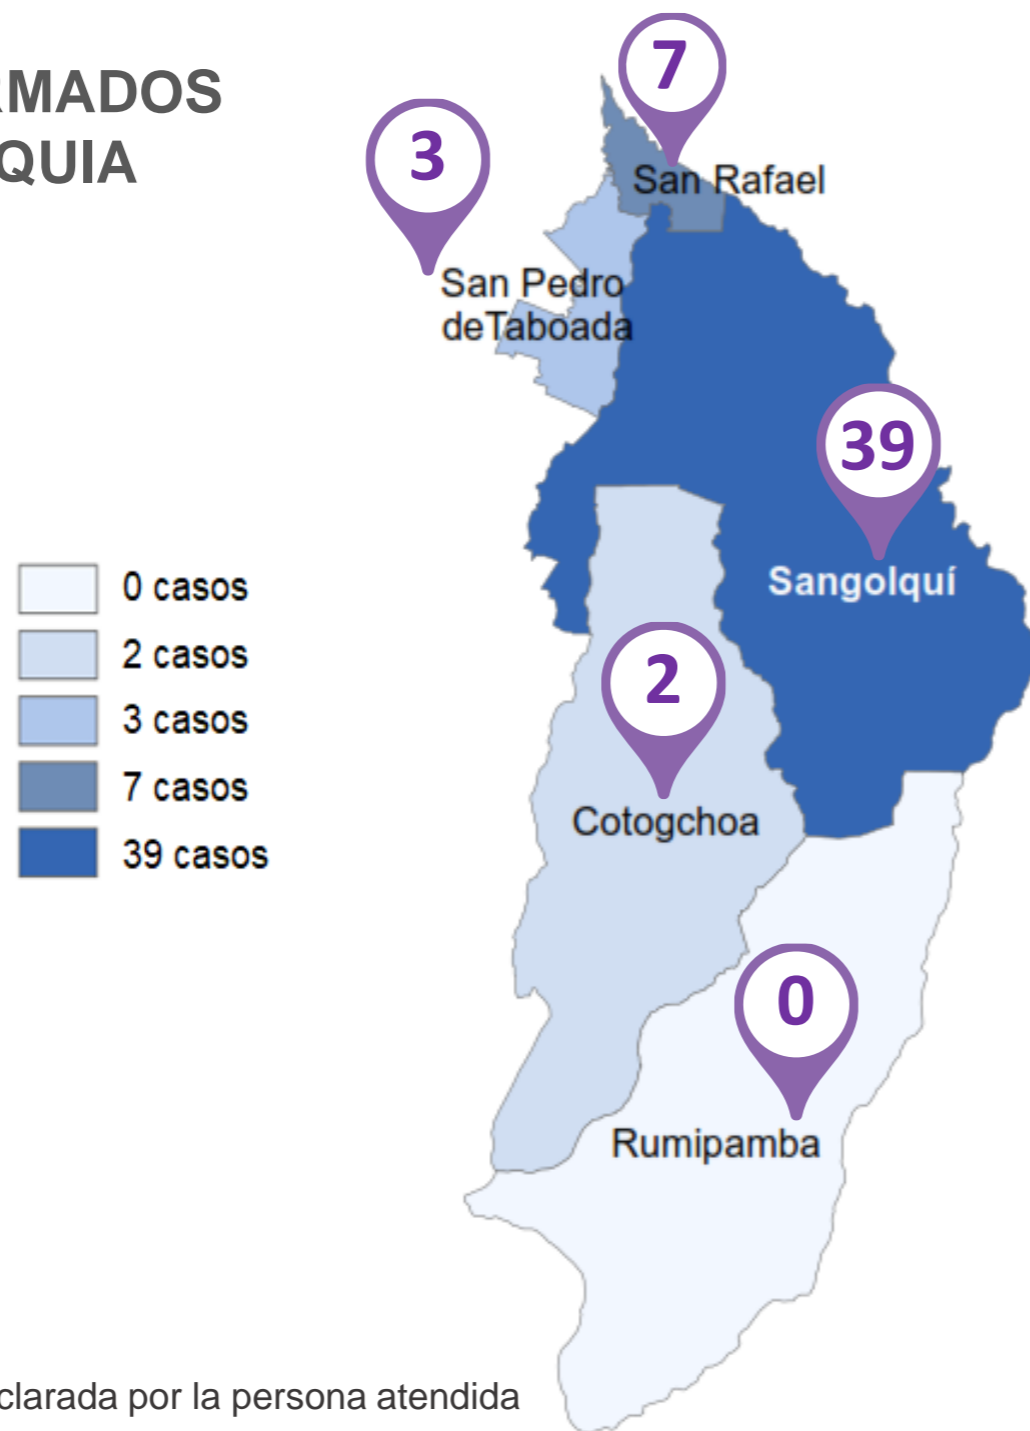 RMADOS
QUIA
7
San Rafael
3
San Pedro
deTaboada
39
Sangolquí
0 casos
2 casos
3 casos
7 casos
39 casos
2
Cotogchoa
0
Rumipamba
clarada por la persona atendida